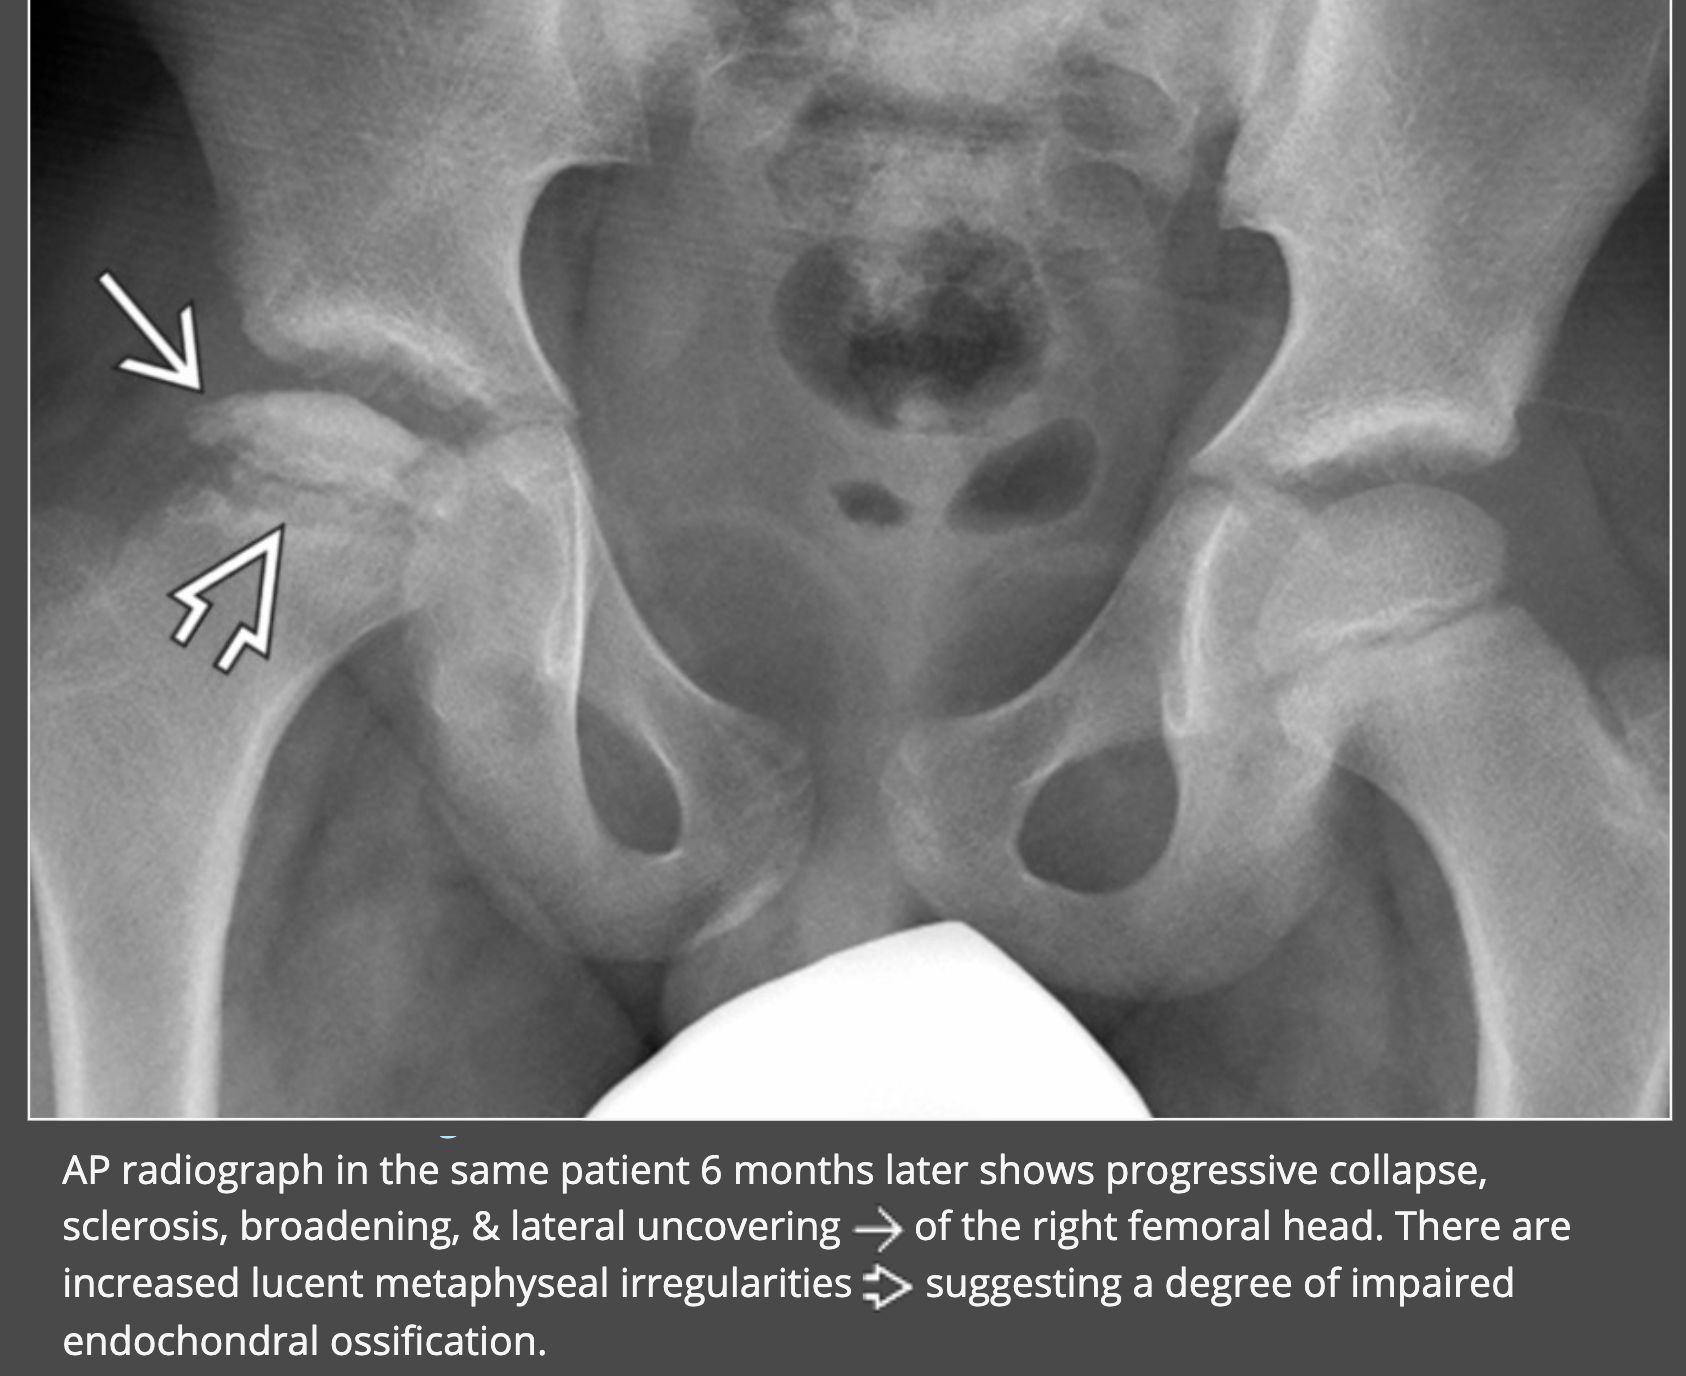 AP radiograph in the same patient 6 months later shows progressive collapse,
sclerosis, broadening, & lateral uncovering → of the right femoral head. There are
increased lucent metaphyseal irregularities ⇨ suggesting a degree of impaired
endochondral ossification.